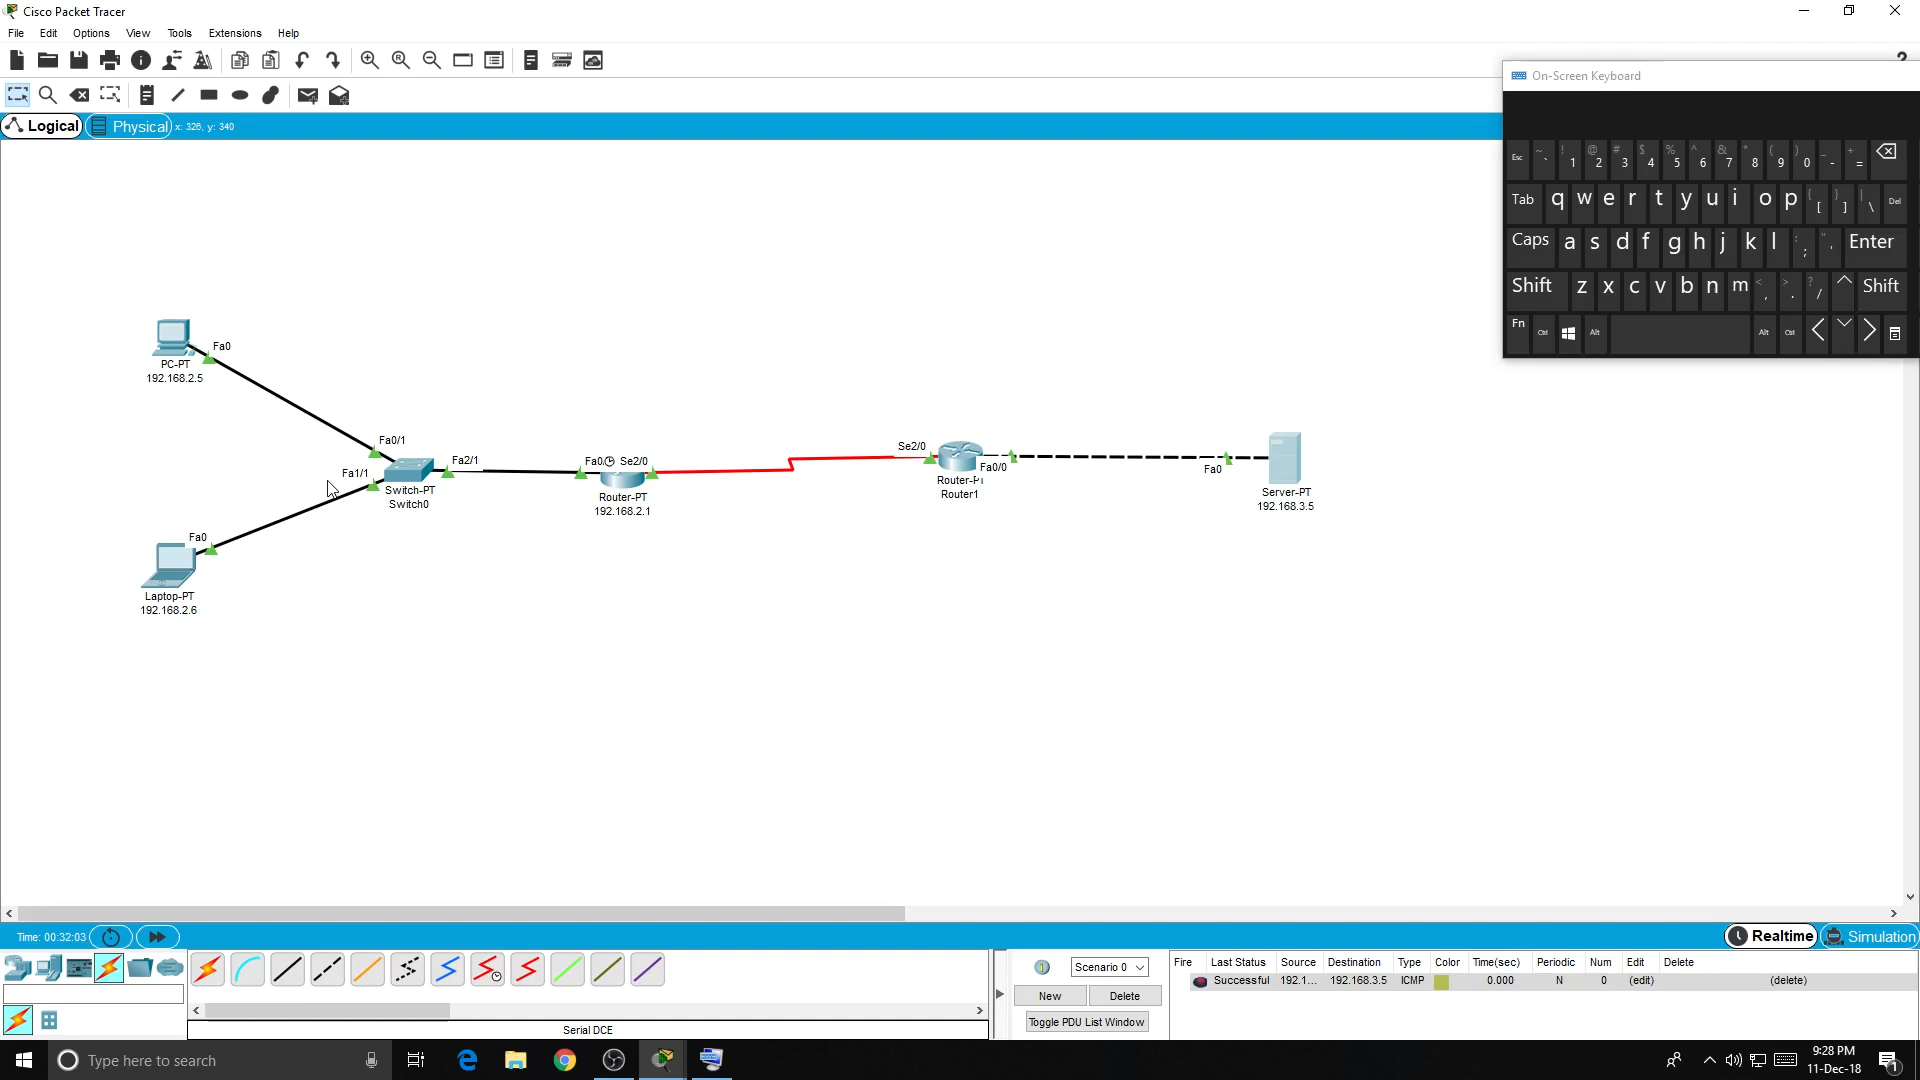 Cisco Packet Tracer
File Edit Options View Tools Extensions Help
?
On-Screen Keyboard
Logical Physical x: 326, y: 340
Esc ~ ` ! 1 @ 2 # 3 $ 4 % 5 ^ 6 & 7 * 8 ( 9 ) 0 _ - + =
Tab q w e r t y u i o p { [ } ] | \ Del
Caps a s d f g h j k l : ; " ' Enter
Shift z x c v b n m < , > . ? / Shift
Fn Ctrl Alt Alt Ctrl
Fa0
PC-PT
192.168.2.5
Fa0/1
Fa1/1
Fa2/1
Switch-PT
Switch0
Fa0
Laptop-PT
192.168.2.6
Fa0/ Se2/0
Router-PT
192.168.2.1
Se2/0
Fa0/0
Router-PT
Router1
Fa0
Server-PT
192.168.3.5
Time: 00:32:03
Realtime Simulation
Scenario 0
New Delete
Toggle PDU List Window
Serial DCE
Fire Last Status Source Destination Type Color Time(sec) Periodic Num Edit Delete
Successful 192.1... 192.168.3.5 ICMP 0.000 N 0 (edit) (delete)
Type here to search
9:28 PM
11-Dec-18
1